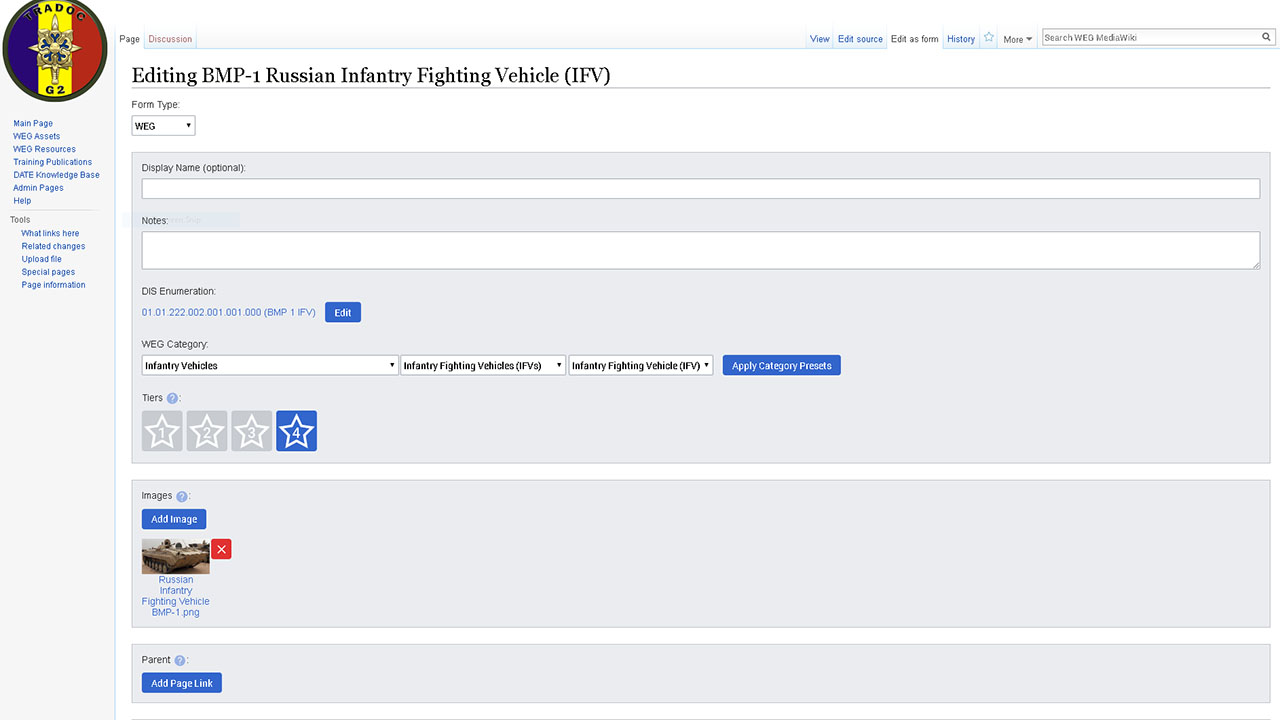 TRADOC
G2
Page
Discussion
View
Edit source
Edit as form
History
More
Search WEG MediaWiki
Main Page
WEG Assets
WEG Resources
Training Publications
DATE Knowledge Base
Admin Pages
Help
Tools
What links here
Related changes
Upload file
Special pages
Page information
Editing BMP-1 Russian Infantry Fighting Vehicle (IFV)
Form Type:
WEG
Display Name (optional):
Notes:
DIS Enumeration:
01.01.222.002.001.001.000 (BMP 1 IFV)
Edit
WEG Category:
Infantry Vehicles
Infantry Fighting Vehicles (IFVs)
Infantry Fighting Vehicle (IFV)
Apply Category Presets
Tiers ?:
1
2
3
4
Images ?:
Add Image
Russian
Infantry
Fighting Vehicle
BMP-1.png
Parent ?:
Add Page Link